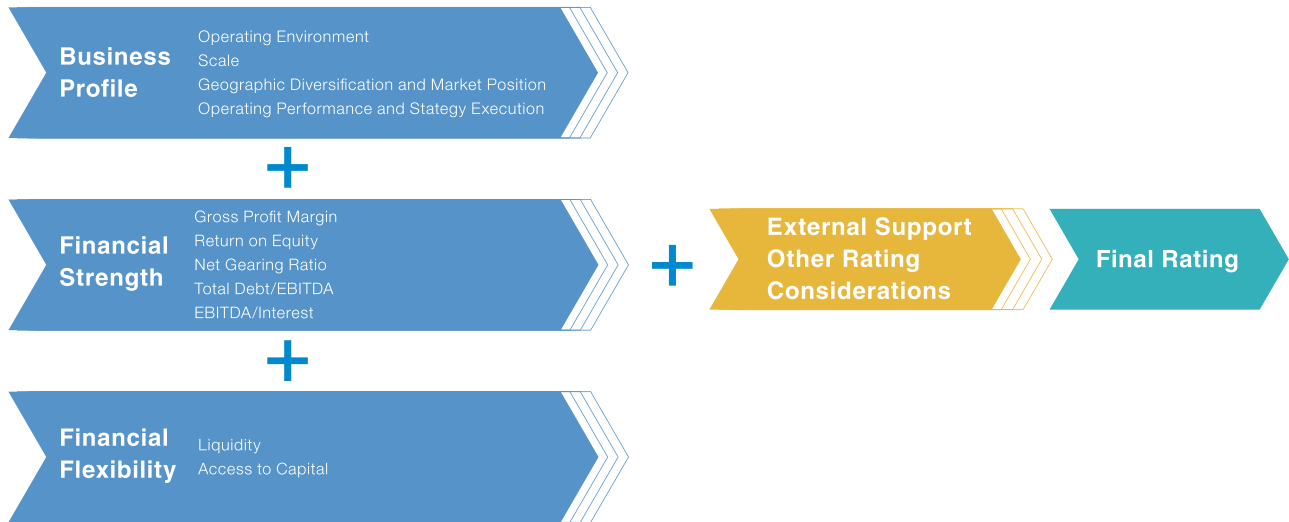 Business
Profile
Operating Environment
Scale
Geographic Diversification and Market Position
Operating Performance and Stategy Execution
Financial
Strength
Gross Profit Margin
Return on Equity
Net Gearing Ratio
Total Debt/EBITDA
EBITDA/Interest
Financial
Flexibility
Liquidity
Access to Capital
External Support
Other Rating
Considerations
Final Rating